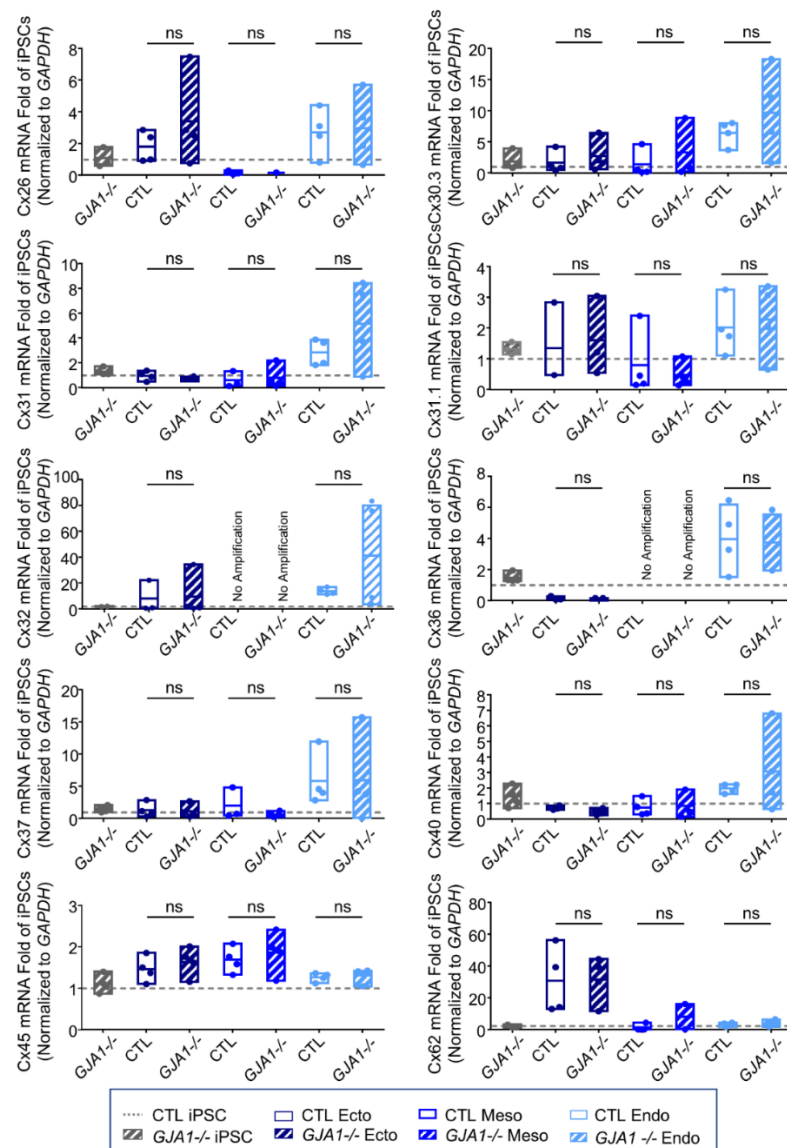 Cx26 mRNA Fold of iPSCs
(Normalized to GAPDH)
ns ns ns
8
6
4
2
0
GJA1-/- CTL GJA1-/- CTL GJA1-/- CTL GJA1-/-
Cx30.3 mRNA Fold of iPSCs
(Normalized to GAPDH)
ns ns ns
20
15
10
5
0
GJA1-/- CTL GJA1-/- CTL GJA1-/- CTL GJA1-/-
Cx31 mRNA Fold of iPSCs
(Normalized to GAPDH)
ns ns ns
10
8
6
4
2
0
GJA1-/- CTL GJA1-/- CTL GJA1-/- CTL GJA1-/-
Cx31.1 mRNA Fold of iPSCs
(Normalized to GAPDH)
ns ns ns
4
3
2
1
0
GJA1-/- CTL GJA1-/- CTL GJA1-/- CTL GJA1-/-
Cx32 mRNA Fold of iPSCs
(Normalized to GAPDH)
ns ns
100
80
60
40
20
0
No Amplification
No Amplification
GJA1-/- CTL GJA1-/- CTL GJA1-/- CTL GJA1-/-
Cx36 mRNA Fold of iPSCs
(Normalized to GAPDH)
ns ns
8
6
4
2
0
No Amplification
No Amplification
GJA1-/- CTL GJA1-/- CTL GJA1-/- CTL GJA1-/-
Cx37 mRNA Fold of iPSCs
(Normalized to GAPDH)
ns ns ns
20
15
10
5
0
GJA1-/- CTL GJA1-/- CTL GJA1-/- CTL GJA1-/-
Cx40 mRNA Fold of iPSCs
(Normalized to GAPDH)
ns ns ns
8
7
6
5
4
3
2
1
0
GJA1-/- CTL GJA1-/- CTL GJA1-/- CTL GJA1-/-
Cx45 mRNA Fold of iPSCs
(Normalized to GAPDH)
ns ns ns
3
2
1
0
GJA1-/- CTL GJA1-/- CTL GJA1-/- CTL GJA1-/-
Cx62 mRNA Fold of iPSCs
(Normalized to GAPDH)
ns ns ns
80
60
40
20
0
GJA1-/- CTL GJA1-/- CTL GJA1-/- CTL GJA1-/-
CTL iPSC CTL Ecto CTL Meso CTL Endo
GJA1-/- iPSC GJA1-/- Ecto GJA1-/- Meso GJA1 -/- Endo